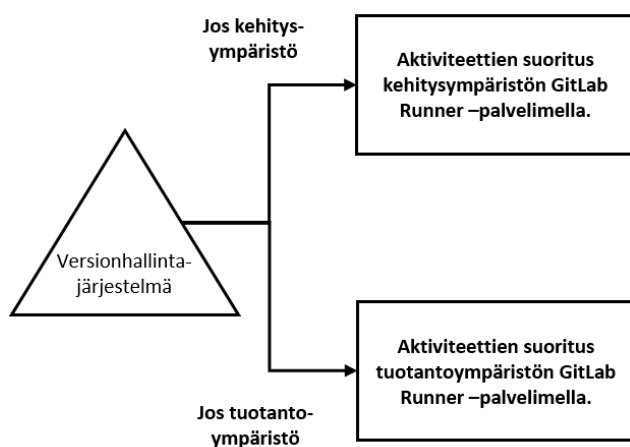 Jos kehitys-
ympäristö
Aktiviteettien suoritus
kehitysympäristön GitLab
Runner –palvelimella.
Versionhallinta-
järjestelmä
Aktiviteettien suoritus
tuotantoympäristön GitLab
Runner –palvelimella.
Jos tuotanto-
ympäristö